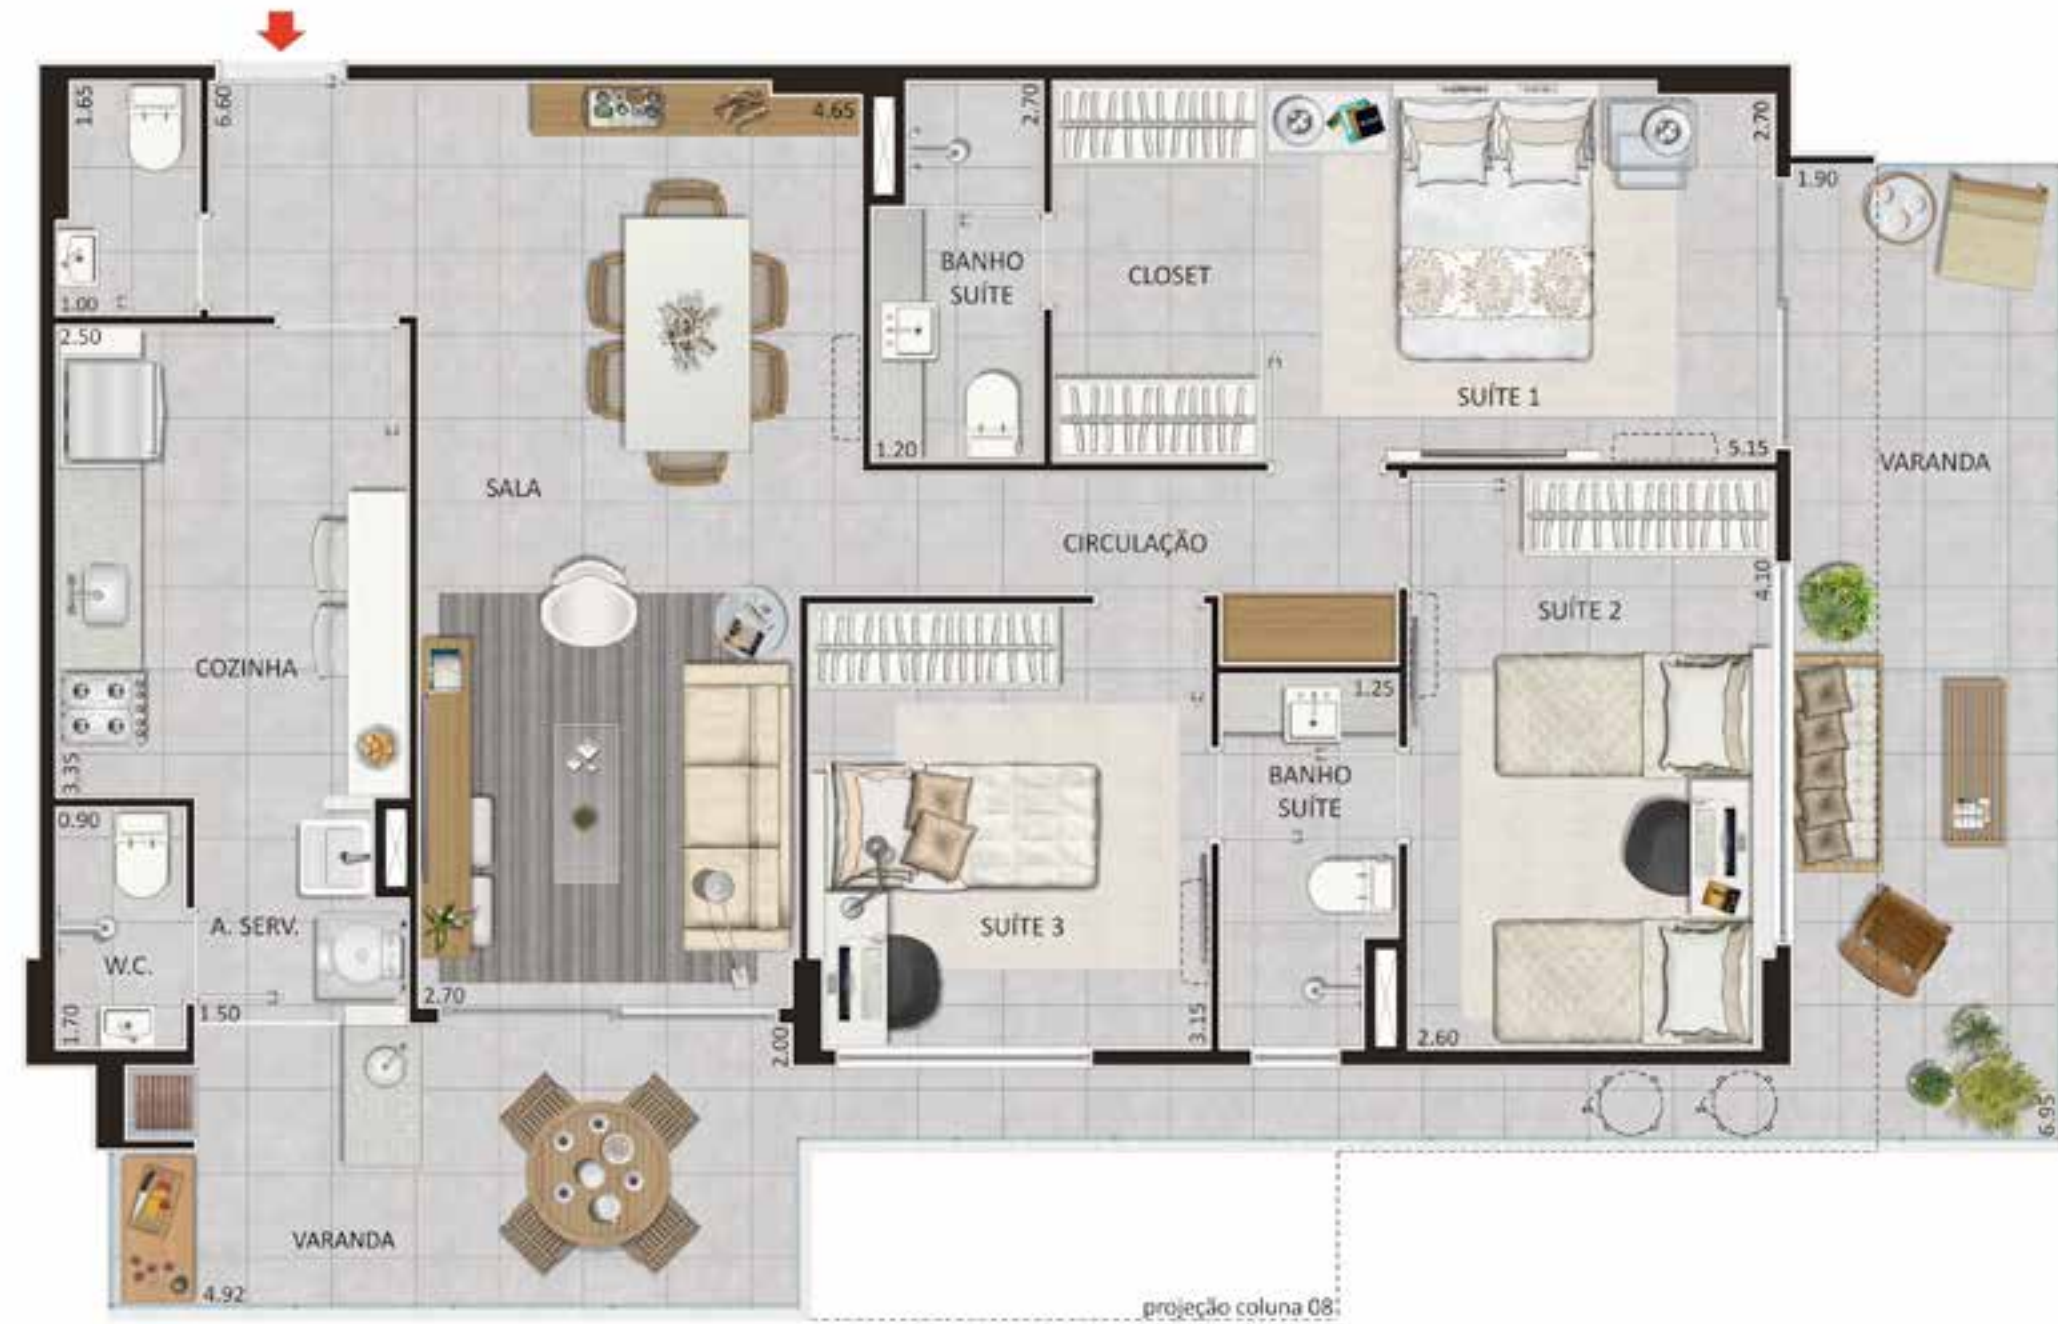 1.65
6.60
4.65
2.70
2.70
1.90
BANHO
SUÍTE
CLOSET
1.00
2.50
SUÍTE 1
1.20
5.15
VARANDA
SALA
CIRCULAÇÃO
4.10
SUÍTE 2
COZINHA
1.25
3.35
BANHO
SUÍTE
0.90
A. SERV.
SUÍTE 3
W.C.
2.70
1.50
1.70
2.00
3.15
2.60
6.95
VARANDA
4.92
projeção coluna 08